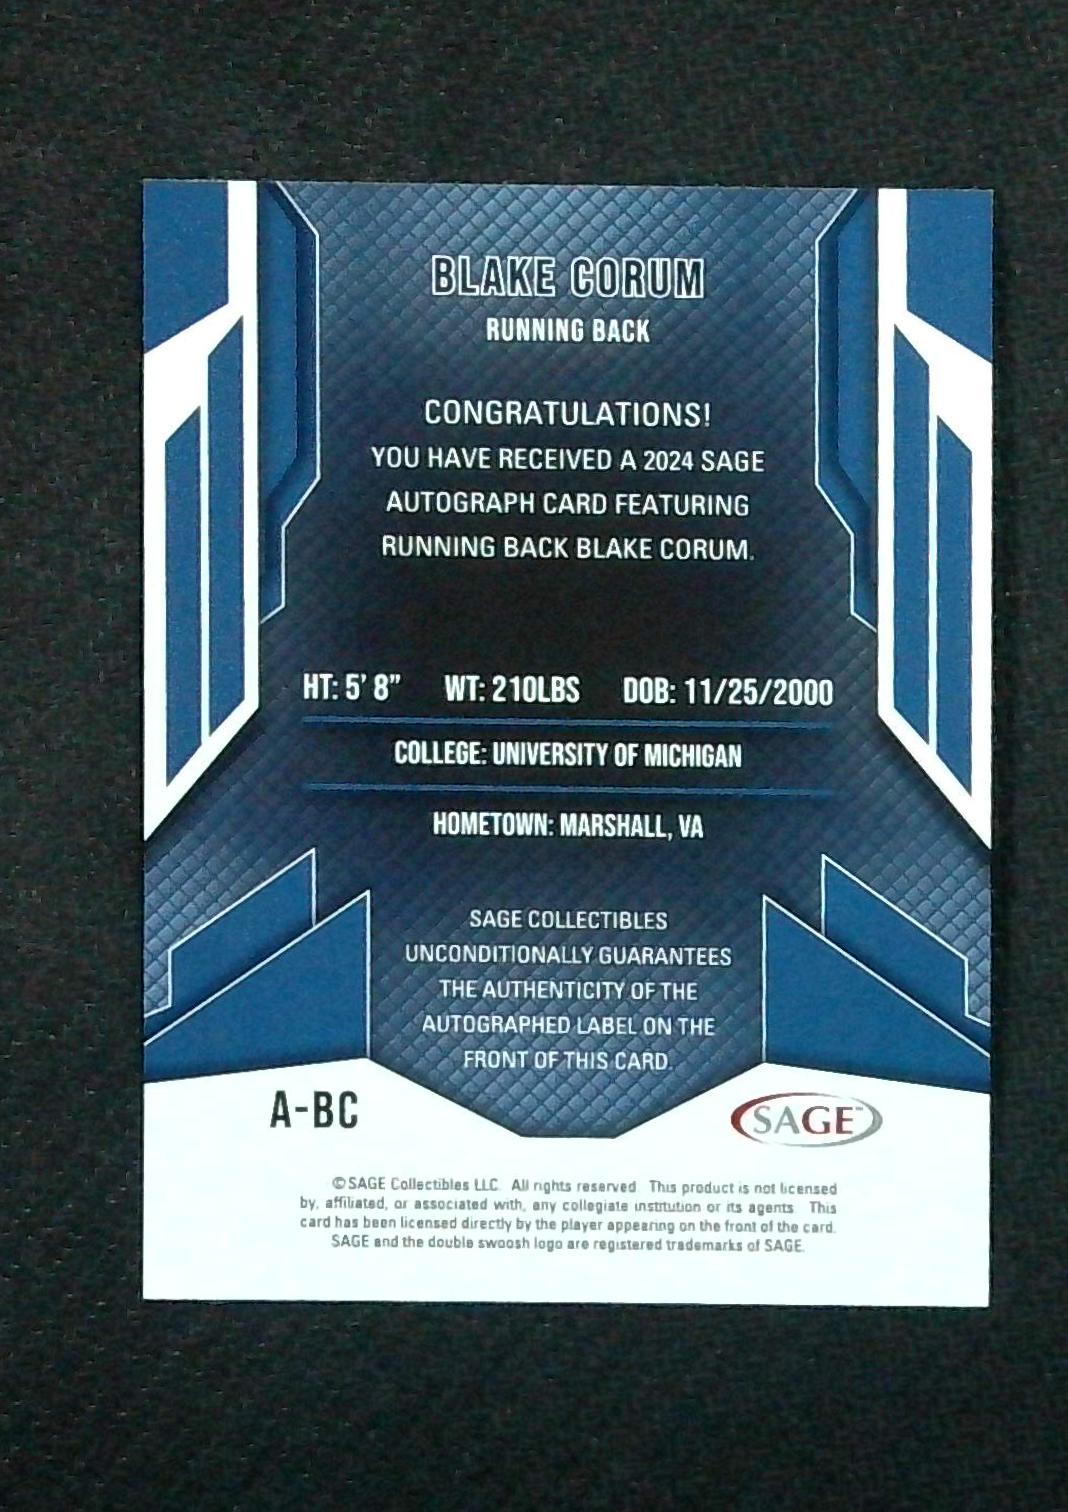 BLAKE CORUM
RUNNING BACK
CONGRATULATIONS!
YOU HAVE RECEIVED A 2024 SAGE
AUTOGRAPH CARD FEATURING
RUNNING BACK BLAKE CORUM.
HT: 5' 8" WT: 210LBS DOB: 11/25/2000
COLLEGE: UNIVERSITY OF MICHIGAN
HOMETOWN: MARSHALL, VA
SAGE COLLECTIBLES
UNCONDITIONALLY GUARANTEES
THE AUTHENTICITY OF THE
AUTOGRAPHED LABEL ON THE
FRONT OF THIS CARD.
A-BC
SAGE™
©SAGE Collectibles LLC. All rights reserved. This product is not licensed
by, affiliated, or associated with, any collegiate institution or its agents. This
card has been licensed directly by the player appearing on the front of the card.
SAGE and the double swoosh logo are registered trademarks of SAGE.